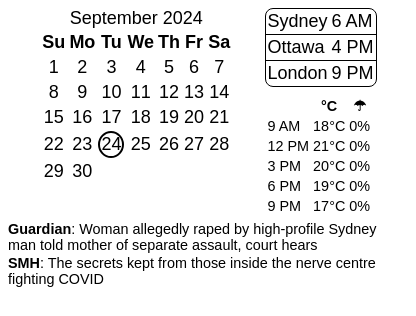 September 2024
Su Mo Tu We Th Fr Sa
1 2 3 4 5 6 7
8 9 10 11 12 13 14
15 16 17 18 19 20 21
22 23 24 25 26 27 28
29 30
Sydney 6 AM
Ottawa 4 PM
London 9 PM
°C ☂
9 AM 18°C 0%
12 PM 21°C 0%
3 PM 20°C 0%
6 PM 19°C 0%
9 PM 17°C 0%
Guardian: Woman allegedly raped by high-profile Sydney
man told mother of separate assault, court hears
SMH: The secrets kept from those inside the nerve centre
fighting COVID